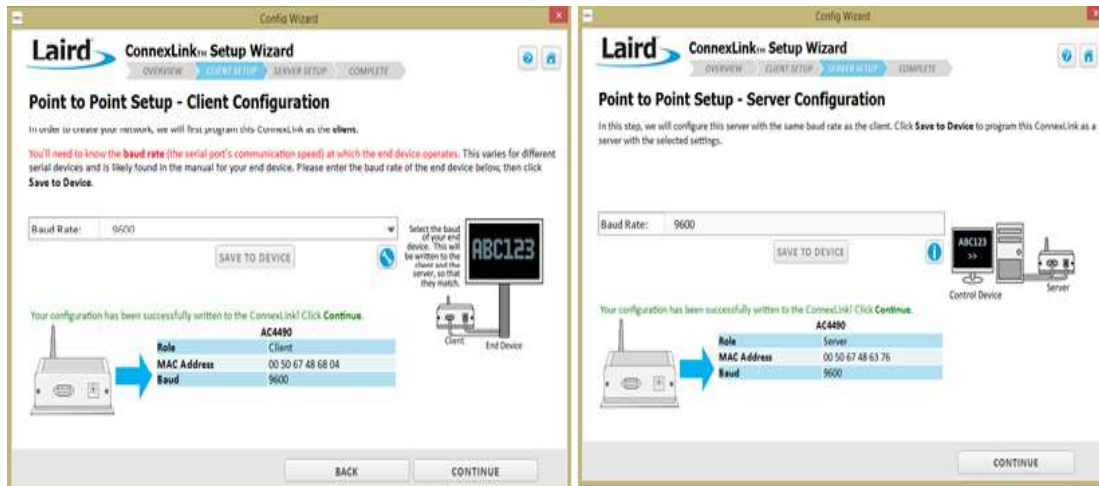 Config Wizard
Laird
ConnexLink™ Setup Wizard
OVERVIEW CLIENT SETUP SERVER SETUP COMPLETE
Point to Point Setup - Client Configuration
In order to create your network, we will first program this ConnexLink as the client.
You'll need to know the baud rate (the serial port's communication speed) at which the end device operates. This varies for different
serial devices and is likely found in the manual for your end device. Please enter the baud rate of the end device below, then click
Save to Device.
Baud Rate: 9600
SAVE TO DEVICE
Select the baud
of your end
device. This will
be written to the
client and the
server, so that
they match.
ABC123
Client
End Device
Your configuration has been successfully written to the ConnexLink! Click Continue.
AC4490
Role Client
MAC Address 00 50 67 48 68 04
Baud 9600
BACK
CONTINUE
Config Wizard
Laird
ConnexLink™ Setup Wizard
OVERVIEW CLIENT SETUP SERVER SETUP COMPLETE
Point to Point Setup - Server Configuration
In this step, we will configure this server with the same baud rate as the client. Click Save to Device to program this ConnexLink as a
server with the selected settings.
Baud Rate: 9600
SAVE TO DEVICE
ABC123
>>
Control Device
Server
Your configuration has been successfully written to the ConnexLink! Click Continue.
AC4490
Role Server
MAC Address 00 50 67 48 63 76
Baud 9600
CONTINUE